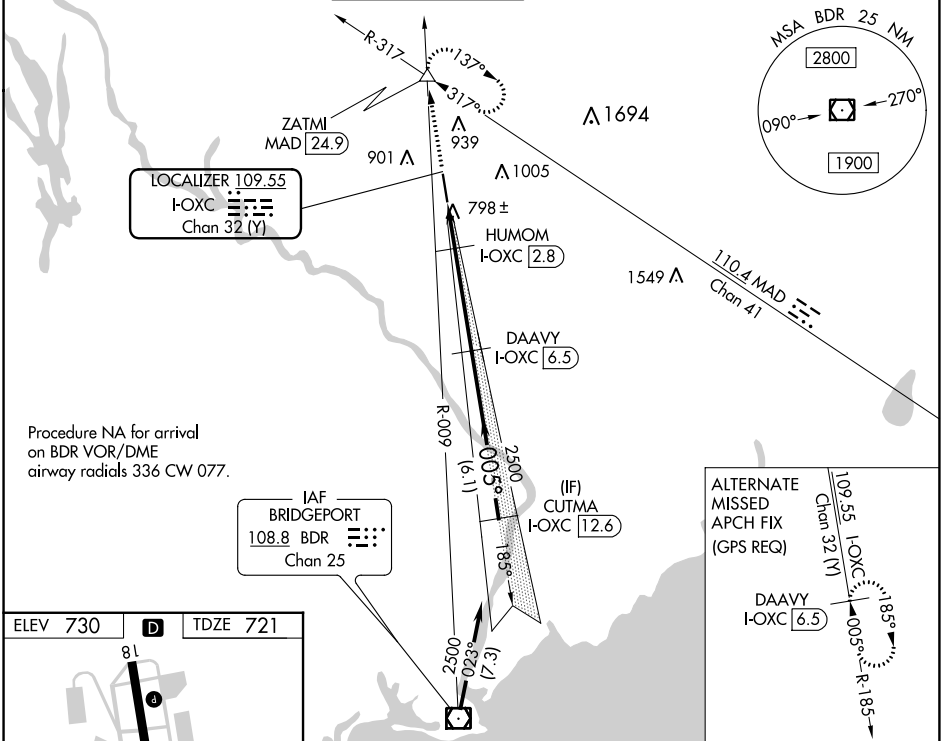 R-317
137°
317°
ZATMI
MAD 24.9
939
901
1694
1005
MSA BDR 25 NM
2800
270°
090°
1900
LOCALIZER 109.55
I-OXC
Chan 32 (Y)
798 ±
HUMOM
I-OXC 2.8
1549
110.4 MAD
Chan 41
DAAVY
I-OXC 6.5
R-009
2500
005°
(6.1)
(IF)
CUTMA
I-OXC 12.6
185°
Procedure NA for arrival
on BDR VOR/DME
airway radials 336 CW 077.
IAF
BRIDGEPORT
108.8 BDR
Chan 25
2500
023°
(7.3)
ALTERNATE
MISSED
APCH FIX
(GPS REQ)
109.55 I-OXC
Chan 32 (Y)
DAAVY
I-OXC 6.5
185°
005°
R-185
ELEV 730
D
TDZE 721
18
P